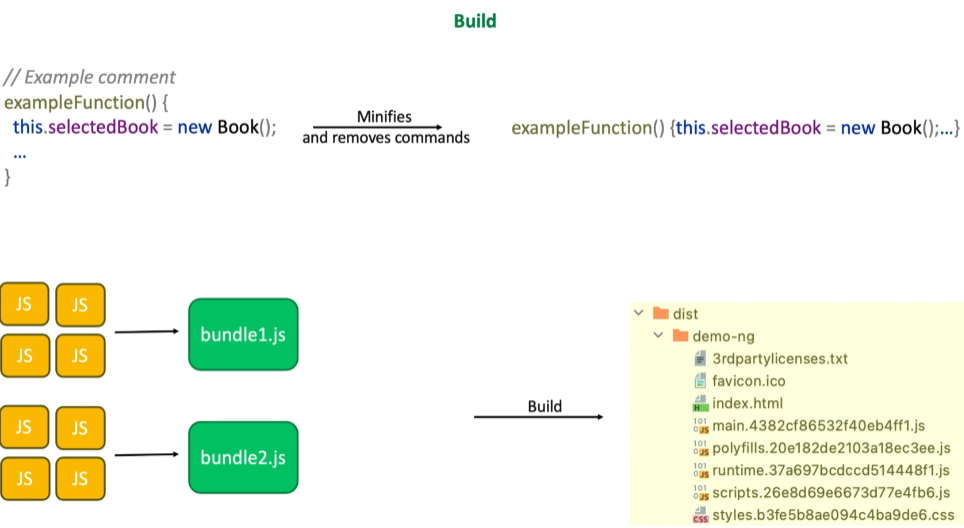 Build
// Example comment
exampleFunction() {
this.selectedBook = new Book();
...
}
Minifies
and removes commands
exampleFunction() {this.selectedBook = new Book();...}
JS JS
JS JS
bundle1.js
JS JS
JS JS
bundle2.js
Build
dist
demo-ng
3rdpartylicenses.txt
favicon.ico
index.html
main.4382cf86532f40eb4ff1.js
polyfills.20e182de2103a18ec3ee.js
runtime.37a697bcdccd514448f1.js
scripts.26e8d69e6673d77e4fb6.js
styles.b3fe5b8ae094c4ba9de6.css